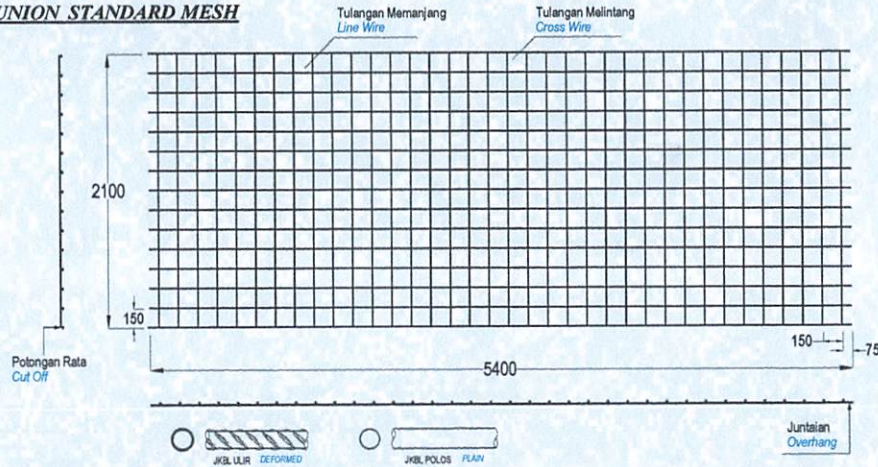 UNION STANDARD MESH
Tulangan Memanjang
Line Wire
Tulangan Melintang
Cross Wire
2100
150
150
75
5400
Potongan Rata
Cut Off
Juntaian
Overhang
JKBL ULIR DEFORMED
JKBL POLOS PLAIN